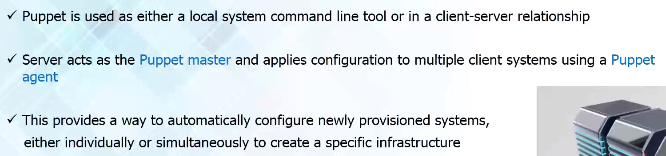 ✓ Puppet is used as either a local system command line tool or in a client-server relationship
✓ Server acts as the Puppet master and applies configuration to multiple client systems using a Puppet
agent
✓ This provides a way to automatically configure newly provisioned systems,
either individually or simultaneously to create a specific infrastructure